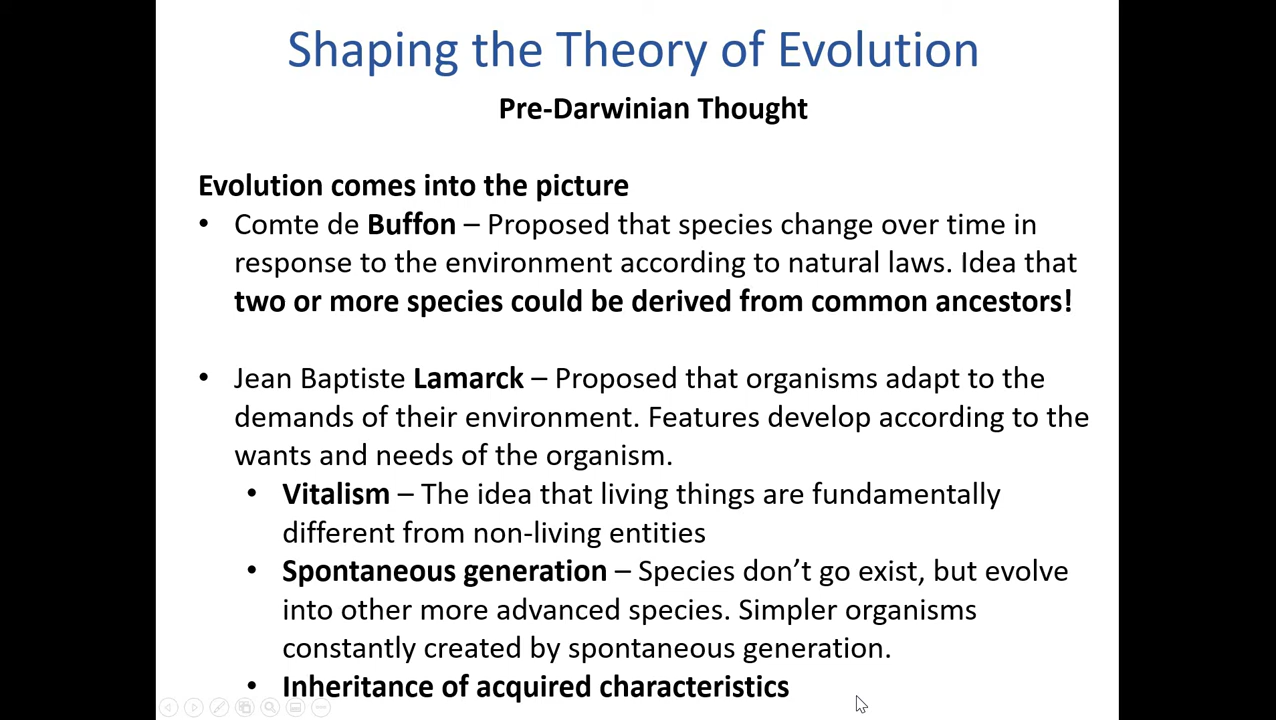 Shaping the Theory of Evolution
Pre-Darwinian Thought
Evolution comes into the picture
• Comte de Buffon – Proposed that species change over time in
response to the environment according to natural laws. Idea that
two or more species could be derived from common ancestors!
• Jean Baptiste Lamarck – Proposed that organisms adapt to the
demands of their environment. Features develop according to the
wants and needs of the organism.
• Vitalism – The idea that living things are fundamentally
different from non-living entities
• Spontaneous generation – Species don’t go exist, but evolve
into other more advanced species. Simpler organisms
constantly created by spontaneous generation.
• Inheritance of acquired characteristics